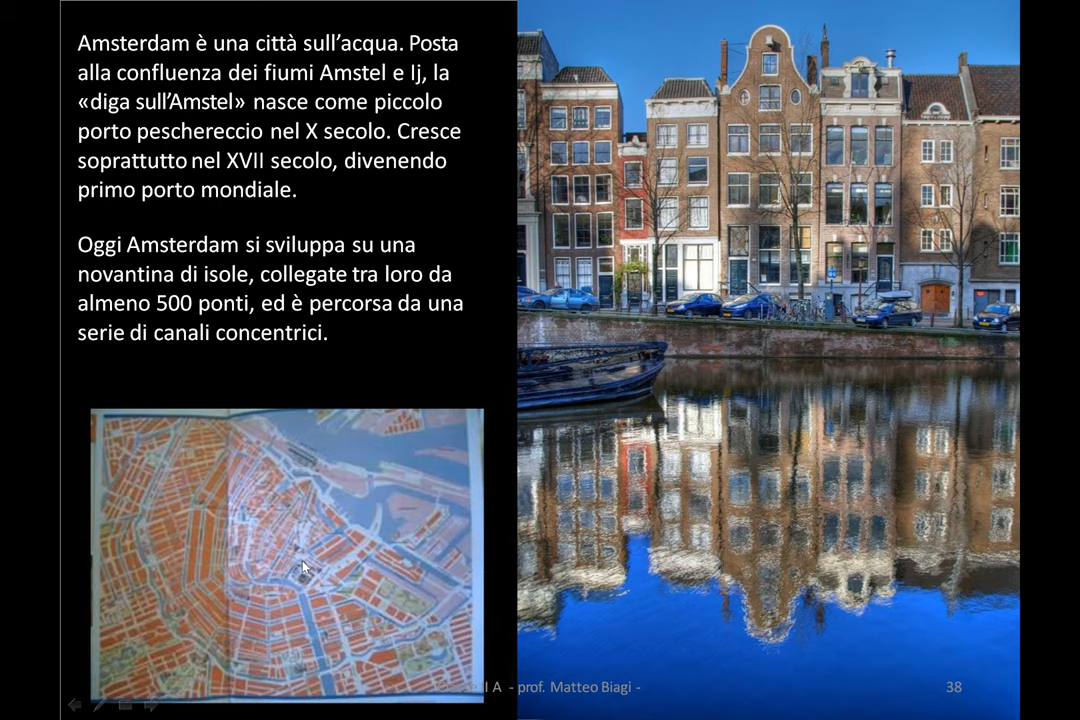 Amsterdam è una città sull’acqua. Posta
alla confluenza dei fiumi Amstel e Ij, la
«diga sull’Amstel» nasce come piccolo
porto peschereccio nel X secolo. Cresce
soprattutto nel XVII secolo, divenendo
primo porto mondiale.
Oggi Amsterdam si sviluppa su una
novantina di isole, collegate tra loro da
almeno 500 ponti, ed è percorsa da una
serie di canali concentrici.
I A - prof. Matteo Biagi -
38